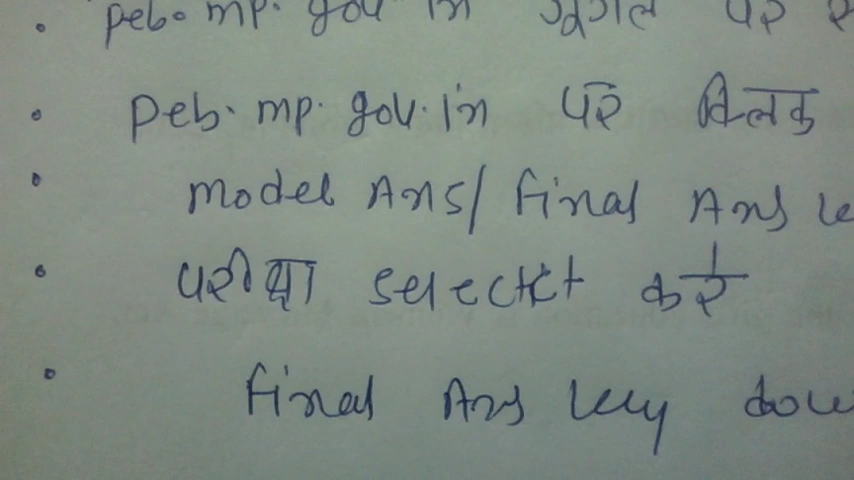 • peb. mp. gov in गूगल पर
• peb. mp. gov. in पर क्लिक
• model Ans/ final Ans
• परीक्षा select करे
• final Ans key